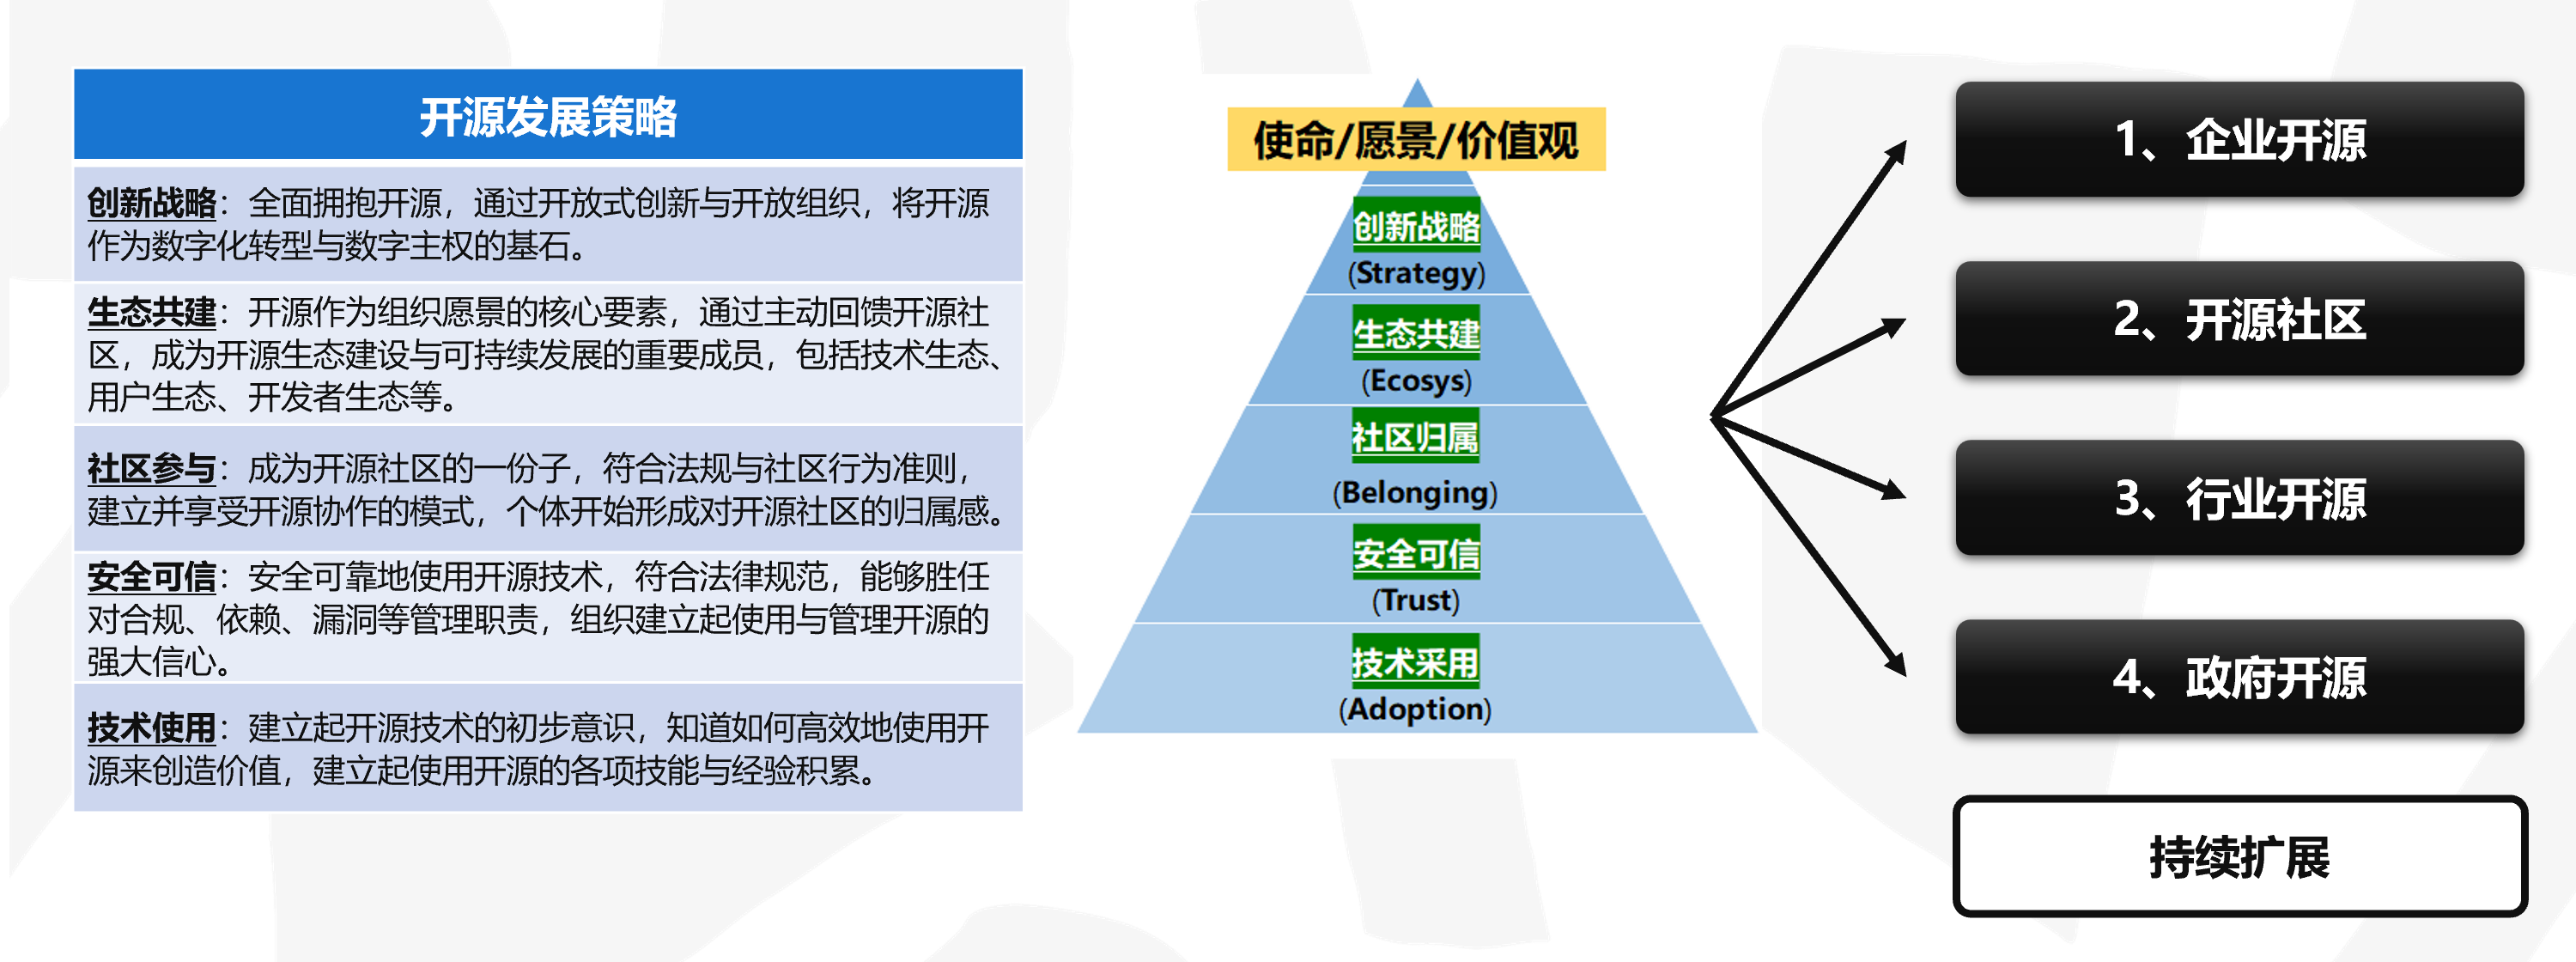 开源发展策略
创新战略：全面拥抱开源，通过开放式创新与开放组织，将开源
作为数字化转型与数字主权的基石。
生态共建：开源作为组织愿景的核心要素，通过主动回馈开源社
区，成为开源生态建设与可持续发展的重要成员，包括技术生态、
用户生态、开发者生态等。
社区参与：成为开源社区的一份子，符合法规与社区行为准则，
建立并享受开源协作的模式，个体开始形成对开源社区的归属感。
安全可信：安全可靠地使用开源技术，符合法律规范，能够胜任
对合规、依赖、漏洞等管理职责，组织建立起使用与管理开源的
强大信心。
技术使用：建立起开源技术的初步意识，知道如何高效地使用开
源来创造价值，建立起使用开源的各项技能与经验积累。
使命/愿景/价值观
创新战略
(Strategy)
生态共建
(Ecosys)
社区归属
(Belonging)
安全可信
(Trust)
技术采用
(Adoption)
1、企业开源
2、开源社区
3、行业开源
4、政府开源
持续扩展